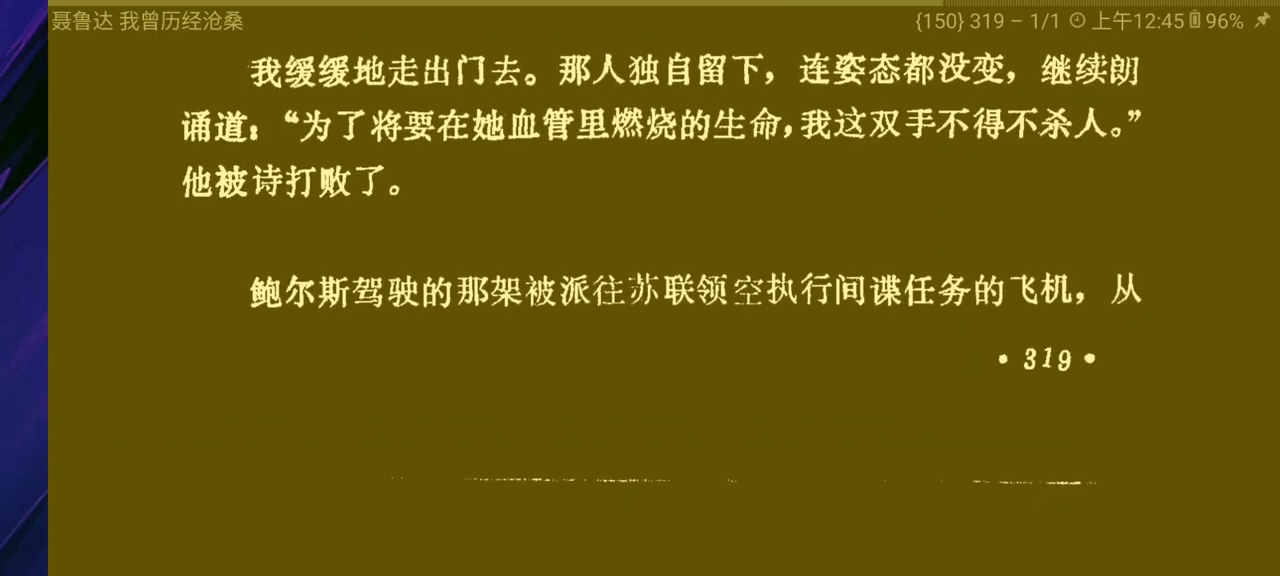 聂鲁达 我曾历经沧桑
{150} 319 – 1/1 上午12:45 96%
我缓缓地走出门去。那人独自留下，连姿态都没变，继续朗
诵道：“为了将要在她血管里燃烧的生命，我这双手不得不杀人。”
他被诗打败了。
鲍尔斯驾驶的那架被派往苏联领空执行间谍任务的飞机，从
• 319 •